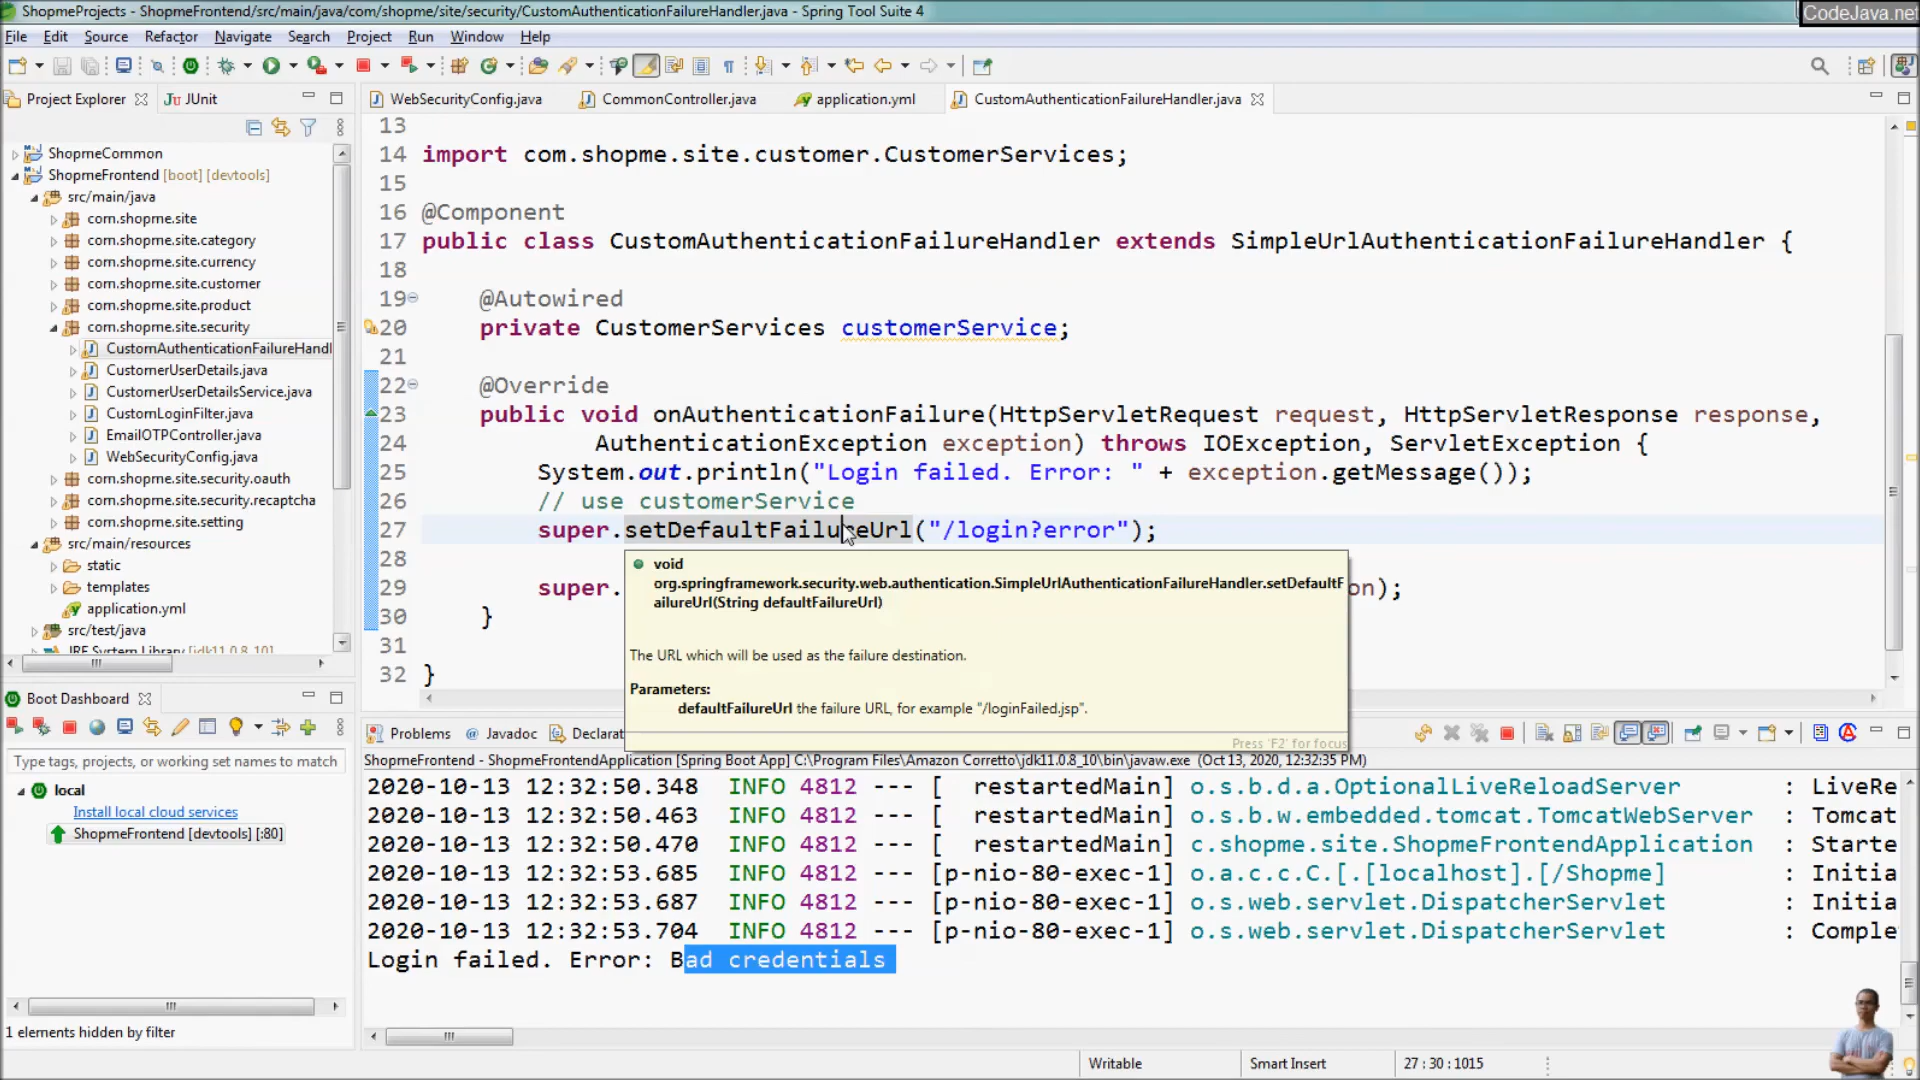 ShopmeProjects - ShopmeFrontend/src/main/java/com/shopme/site/security/CustomAuthenticationFailureHandler.java - Spring Tool Suite 4
CodeJava.net
File Edit Source Refactor Navigate Search Project Run Window Help
Project Explorer
JUnit
WebSecurityConfig.java
CommonController.java
application.yml
CustomAuthenticationFailureHandler.java
ShopmeCommon
ShopmeFrontend [boot] [devtools]
src/main/java
com.shopme.site
com.shopme.site.category
com.shopme.site.currency
com.shopme.site.customer
com.shopme.site.product
com.shopme.site.security
CustomAuthenticationFailureHandl
CustomerUserDetails.java
CustomerUserDetailsService.java
CustomLoginFilter.java
EmailOTPController.java
WebSecurityConfig.java
com.shopme.site.security.oauth
com.shopme.site.security.recaptcha
com.shopme.site.setting
src/main/resources
static
templates
application.yml
src/test/java
JRE System Library [jdk11.0.8_10]
13
14 import com.shopme.site.customer.CustomerServices;
15
16 @Component
17 public class CustomAuthenticationFailureHandler extends SimpleUrlAuthenticationFailureHandler {
18
19 @Autowired
20 private CustomerServices customerService;
21
22 @Override
23 public void onAuthenticationFailure(HttpServletRequest request, HttpServletResponse response,
24 AuthenticationException exception) throws IOException, ServletException {
25 System.out.println("Login failed. Error: " + exception.getMessage());
26 // use customerService
27 super.setDefaultFailureUrl("/login?error");
28
29 super. on);
30 }
31
32 }
void
org.springframework.security.web.authentication.SimpleUrlAuthenticationFailureHandler.setDefaultF
ailureUrl(String defaultFailureUrl)
The URL which will be used as the failure destination.
Parameters:
defaultFailureUrl the failure URL, for example "/loginFailed.jsp".
Press 'F2' for focus
Boot Dashboard
Type tags, projects, or working set names to match
local
Install local cloud services
ShopmeFrontend [devtools] [:80]
1 elements hidden by filter
Problems @ Javadoc Declarat
ShopmeFrontend - ShopmeFrontendApplication [Spring Boot App] C:\Program Files\Amazon Corretto\jdk11.0.8_10\bin\javaw.exe (Oct 13, 2020, 12:32:35 PM)
2020-10-13 12:32:50.348 INFO 4812 --- [ restartedMain] o.s.b.d.a.OptionalLiveReloadServer : LiveRe
2020-10-13 12:32:50.463 INFO 4812 --- [ restartedMain] o.s.b.w.embedded.tomcat.TomcatWebServer : Tomcat
2020-10-13 12:32:50.470 INFO 4812 --- [ restartedMain] c.shopme.site.ShopmeFrontendApplication : Starte
2020-10-13 12:32:53.685 INFO 4812 --- [p-nio-80-exec-1] o.a.c.c.C.[.[localhost].[/Shopme] : Initia
2020-10-13 12:32:53.687 INFO 4812 --- [p-nio-80-exec-1] o.s.web.servlet.DispatcherServlet : Initia
2020-10-13 12:32:53.704 INFO 4812 --- [p-nio-80-exec-1] o.s.web.servlet.DispatcherServlet : Comple
Login failed. Error: Bad credentials
Writable
Smart Insert
27 : 30 : 1015